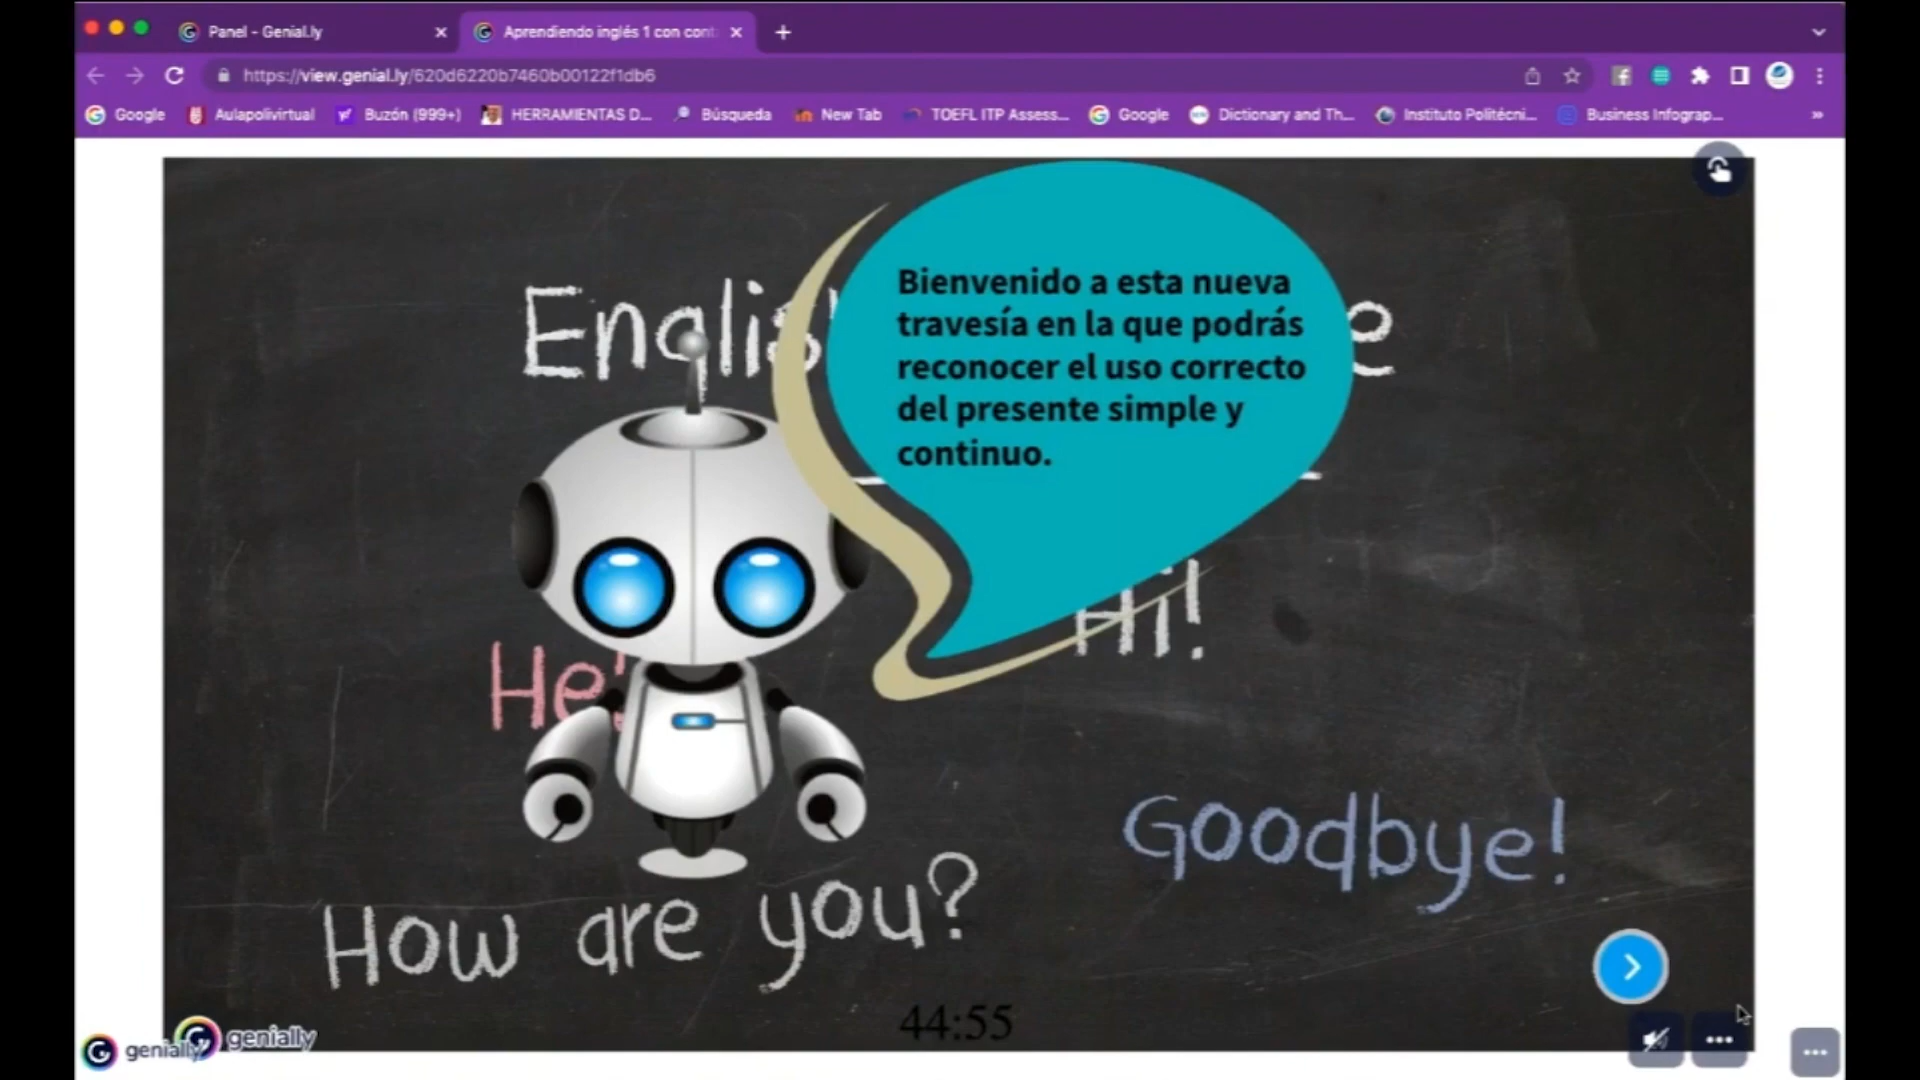 Panel - Genial.ly
Aprendiendo inglés 1 con cont
https://view.genial.ly/620d6220b7460b00122f1db6
Google
Aulapolivirtual
Buzón (999+)
HERRAMIENTAS D...
Búsqueda
New Tab
TOEFL ITP Assess...
Google
Dictionary and Th...
Instituto Politécni...
Business Infograp...
»
Bienvenido a esta nueva
travesía en la que podrás
reconocer el uso correcto
del presente simple y
continuo.
Hi!
Goodbye!
How are you?
44:55
genially
genially